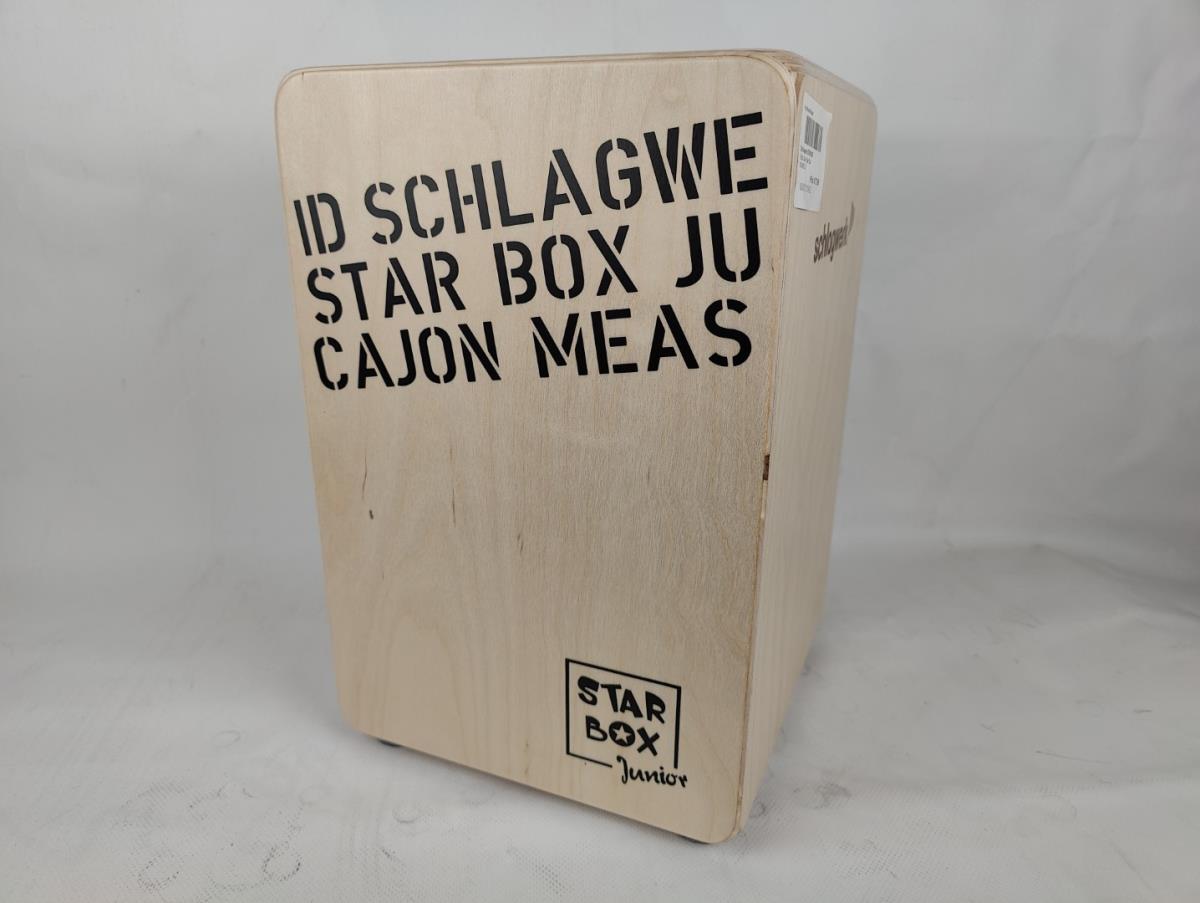 ID SCHLAGWE
STAR BOX JU
CAJON MEAS
schlagwerk
STAR
BOX
Junior